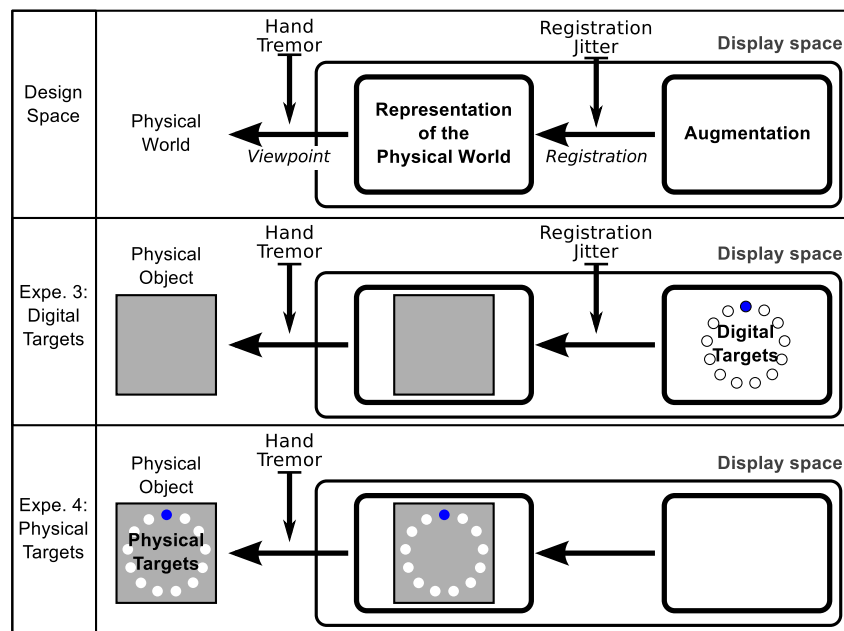 Design
Space
Hand
Tremor
Registration
Jitter
Display space
Physical
World
Viewpoint
Representation
of the
Physical World
Registration
Augmentation
Expe. 3:
Digital
Targets
Physical
Object
Hand
Tremor
Registration
Jitter
Display space
Digital
Targets
Expe. 4:
Physical
Targets
Physical
Object
Physical
Targets
Hand
Tremor
Display space